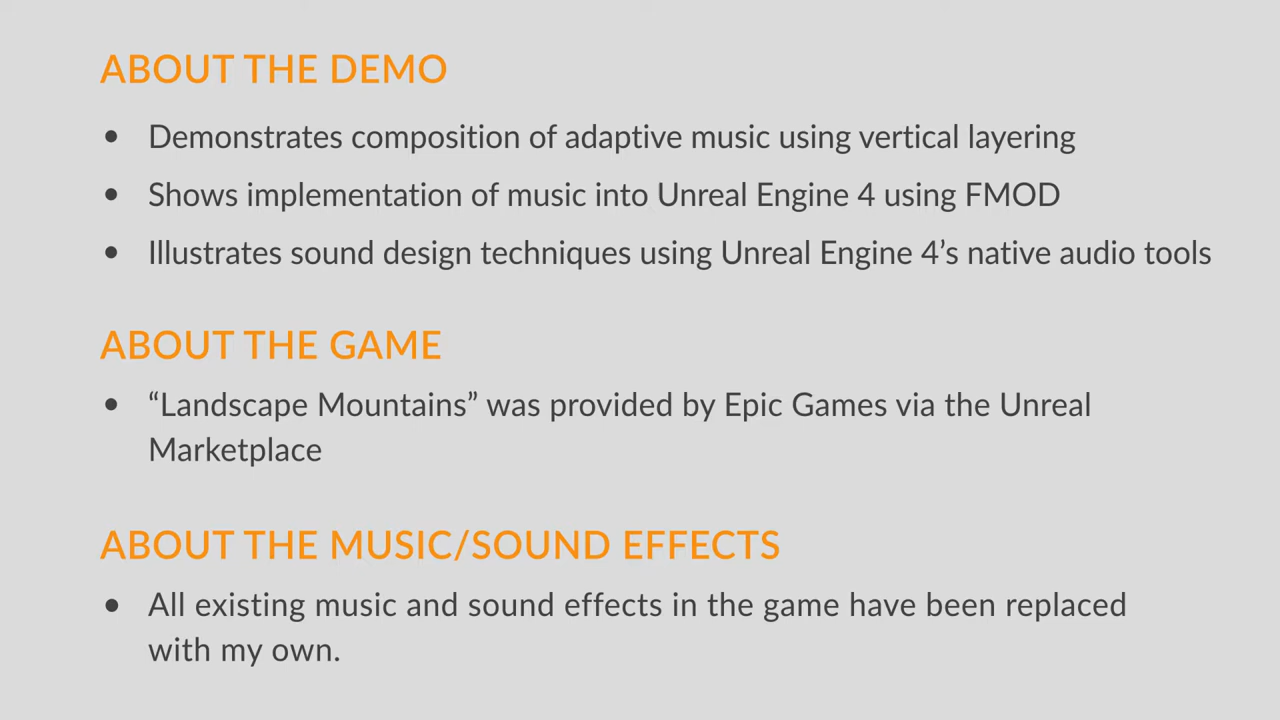 ABOUT THE DEMO
• Demonstrates composition of adaptive music using vertical layering
• Shows implementation of music into Unreal Engine 4 using FMOD
• Illustrates sound design techniques using Unreal Engine 4’s native audio tools
ABOUT THE GAME
• “Landscape Mountains” was provided by Epic Games via the Unreal
Marketplace
ABOUT THE MUSIC/SOUND EFFECTS
• All existing music and sound effects in the game have been replaced
with my own.